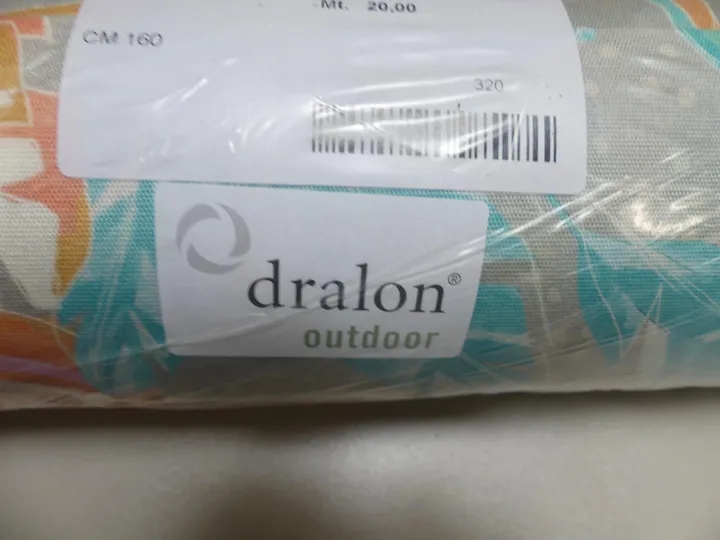 Mt. 20,00
CM 160
320
dralon®
outdoor